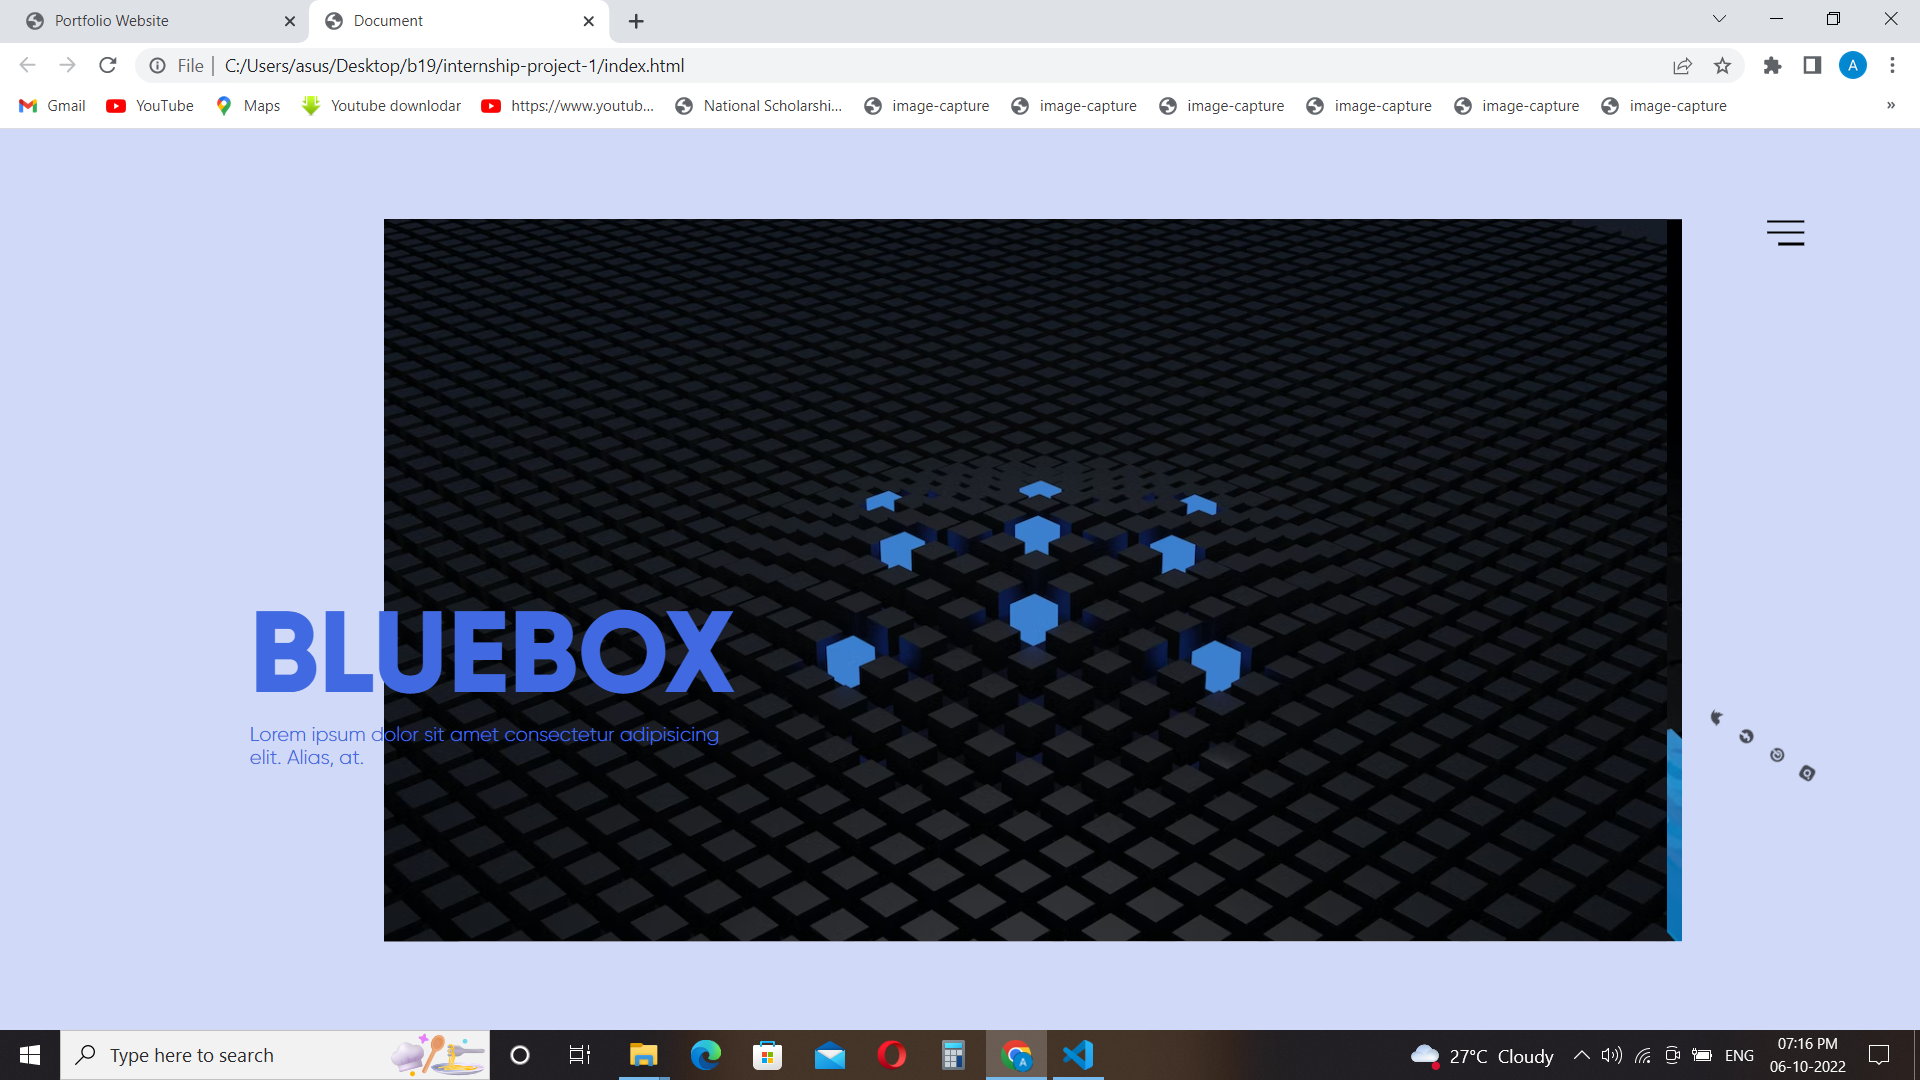 Portfolio Website
Document
File
C:/Users/asus/Desktop/b19/internship-project-1/index.html
A
Gmail
YouTube
Maps
Youtube downlodar
https://www.youtub...
National Scholarshi...
image-capture
image-capture
image-capture
image-capture
image-capture
image-capture
»
BLUEBOX
Lorem ipsum dolor sit amet consectetur adipisicing
elit. Alias, at.
Type here to search
A
27°C Cloudy
ENG
07:16 PM
06-10-2022